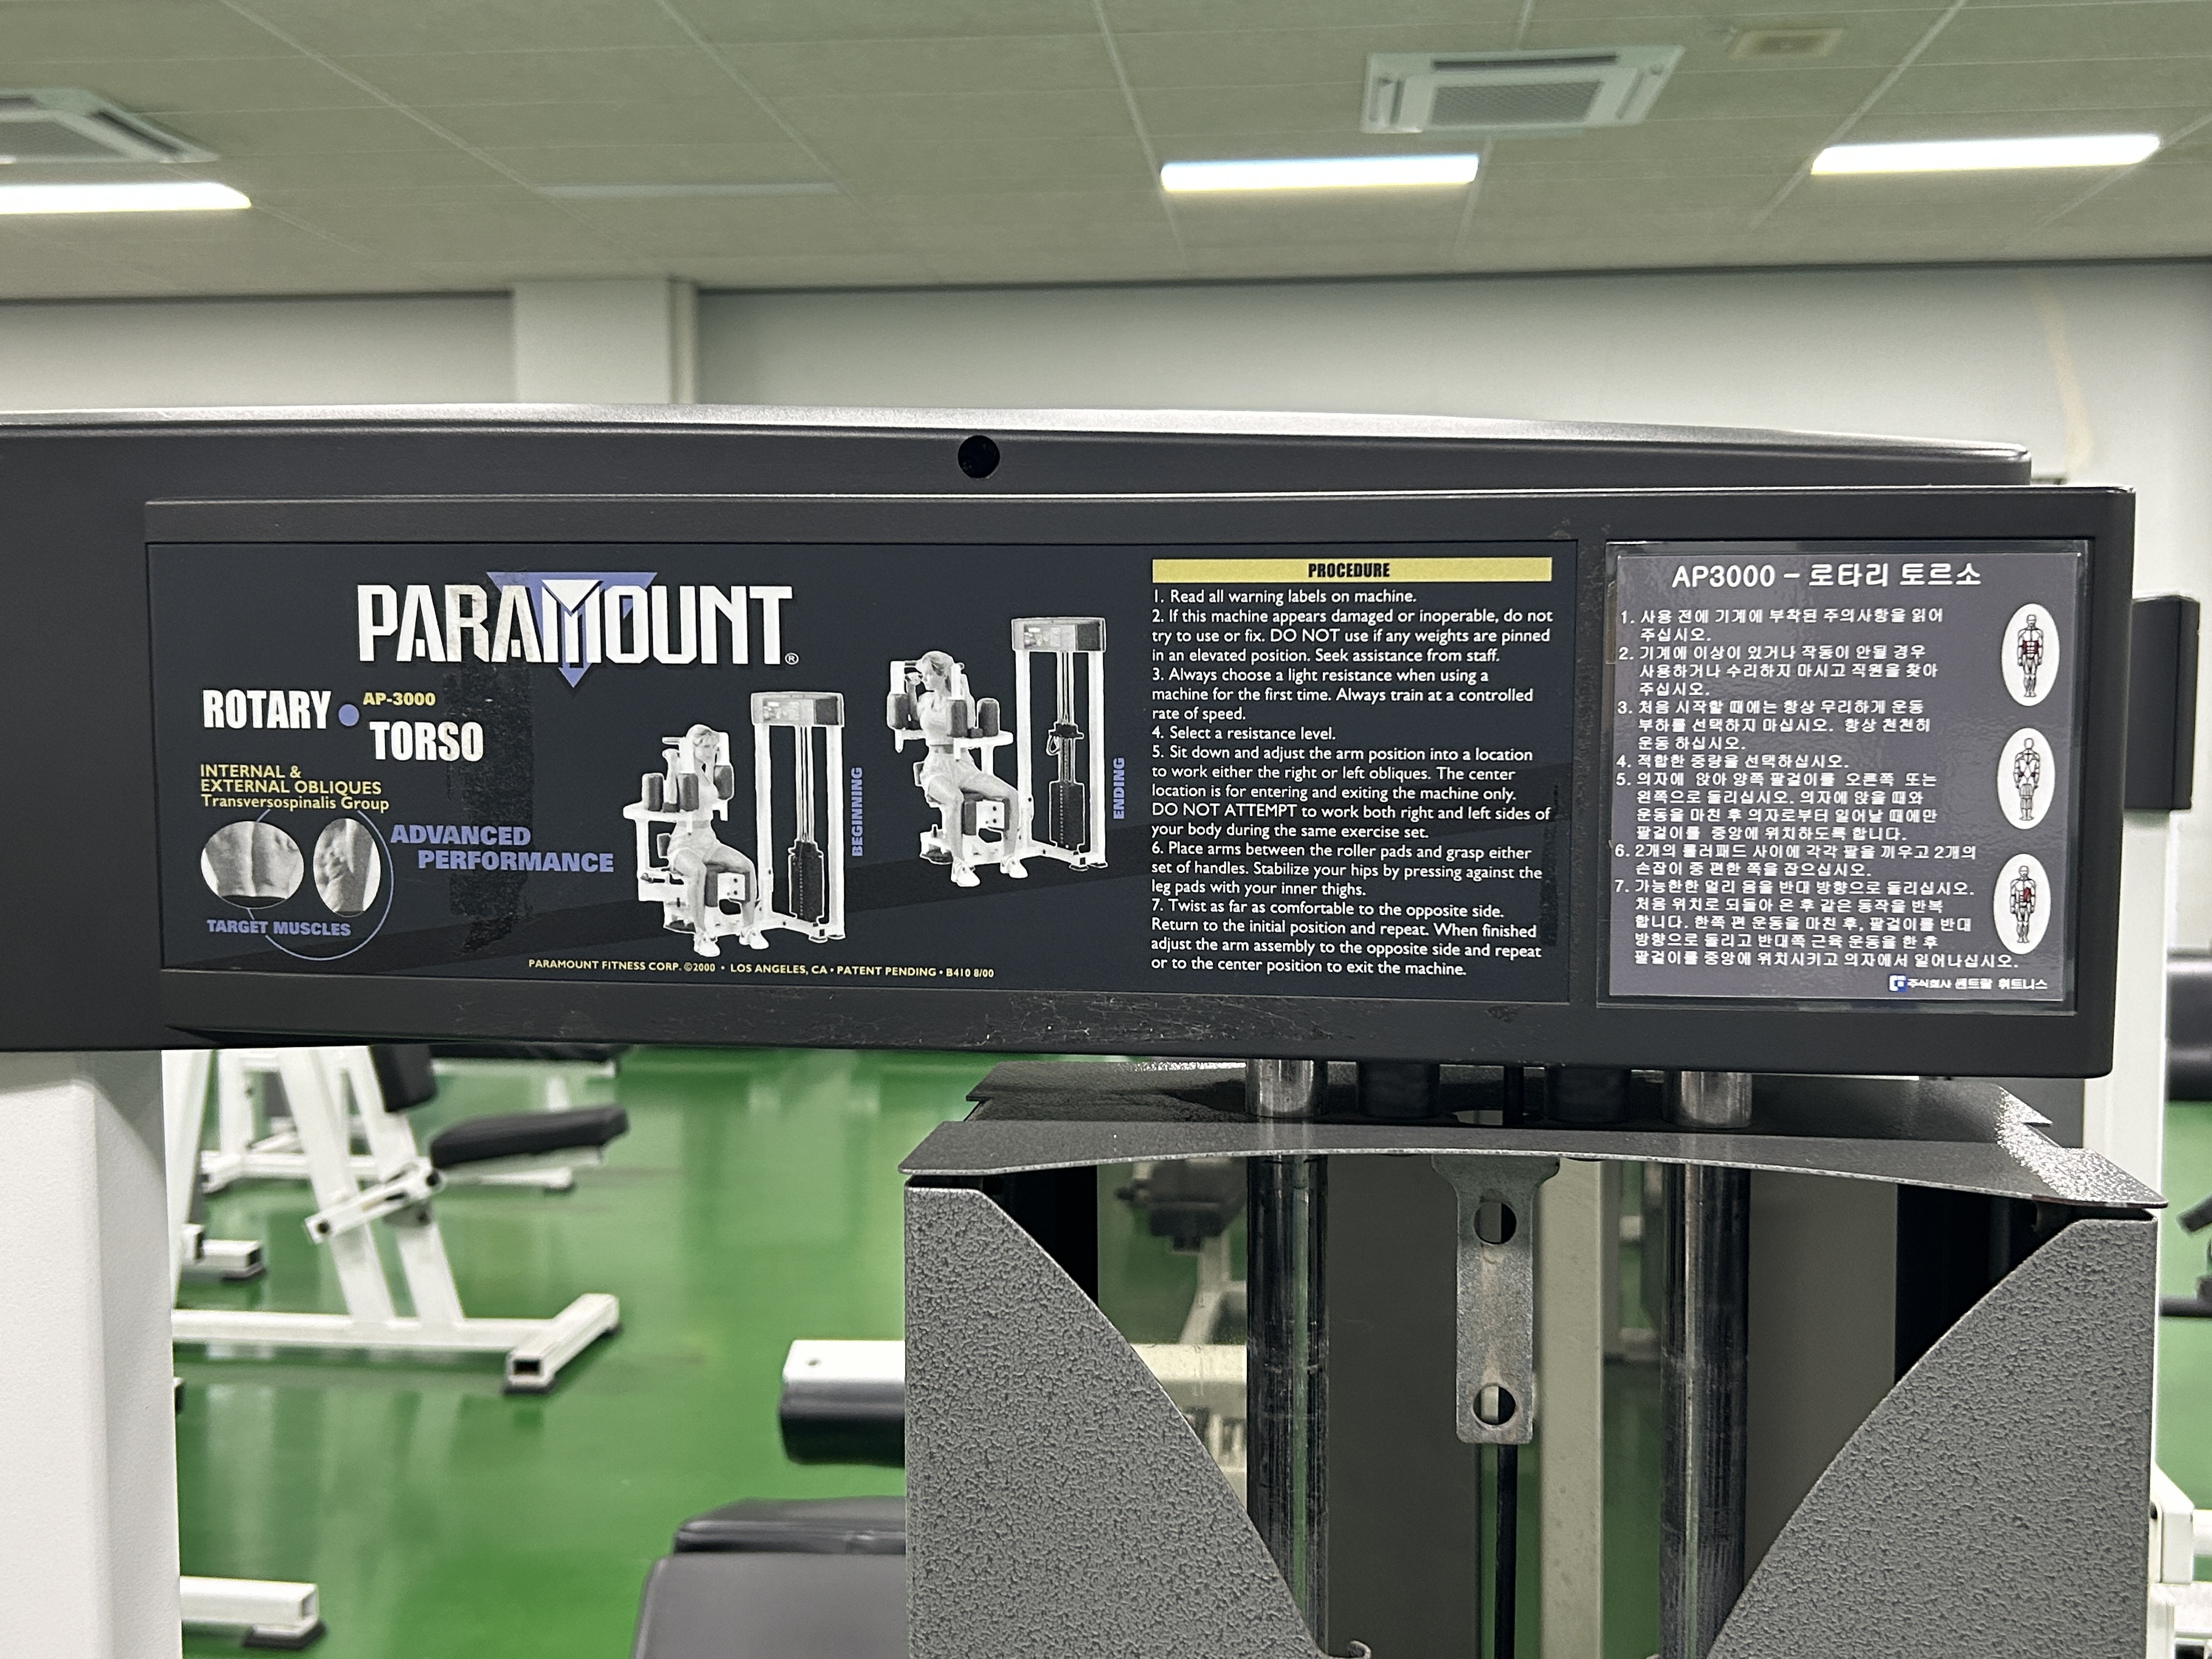 PARAMOUNT®
ROTARY • AP-3000
TORSO
INTERNAL &
EXTERNAL OBLIQUES
Transversospinalis Group
ADVANCED
PERFORMANCE
TARGET MUSCLES
BEGINNING
ENDING
PARAMOUNT FITNESS CORP. ©2000 • LOS ANGELES, CA • PATENT PENDING • B410 8/00
PROCEDURE
1. Read all warning labels on machine.
2. If this machine appears damaged or inoperable, do not
try to use or fix. DO NOT use if any weights are pinned
in an elevated position. Seek assistance from staff.
3. Always choose a light resistance when using a
machine for the first time. Always train at a controlled
rate of speed.
4. Select a resistance level.
5. Sit down and adjust the arm position into a location
to work either the right or left obliques. The center
location is for entering and exiting the machine only.
DO NOT ATTEMPT to work both right and left sides of
your body during the same exercise set.
6. Place arms between the roller pads and grasp either
set of handles. Stabilize your hips by pressing against the
leg pads with your inner thighs.
7. Twist as far as comfortable to the opposite side.
Return to the initial position and repeat. When finished
adjust the arm assembly to the opposite side and repeat
or to the center position to exit the machine.
AP3000 - 로타리 토르소
1. 사용 전에 기계에 부착된 주의사항을 읽어
주십시오.
2. 기계에 이상이 있거나 작동이 안될 경우
사용하거나 수리하지 마시고 직원을 찾아
주십시오.
3. 처음 시작할 때에는 항상 무리하게 운동
부하를 선택하지 마십시오. 항상 천천히
운동 하십시오.
4. 적합한 중량을 선택하십시오.
5. 의자에 앉아 양쪽 팔걸이를 오른쪽 또는
왼쪽으로 돌리십시오. 의자에 앉을 때와
운동을 마친 후 의자로부터 일어날 때에만
팔걸이를 중앙에 위치하도록 합니다.
6. 2개의 롤러패드 사이에 각각 팔을 끼우고 2개의
손잡이 중 편한 쪽을 잡으십시오.
7. 가능한한 멀리 몸을 반대 방향으로 돌리십시오.
처음 위치로 되돌아 온 후 같은 동작을 반복
합니다. 한쪽 편 운동을 마친 후, 팔걸이를 반대
방향으로 돌리고 반대쪽 근육 운동을 한 후
팔걸이를 중앙에 위치시키고 의자에서 일어나십시오.
주식회사 쎈트랄 휘트니스